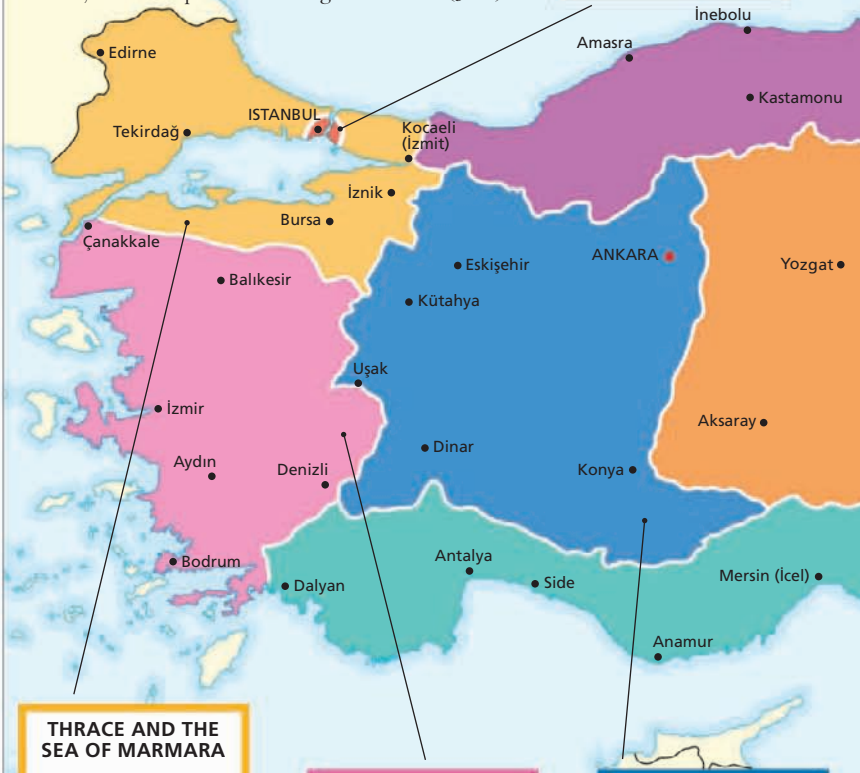 İnebolu
Amasra
Edirne
Kastamonu
ISTANBUL
Tekirdağ
Kocaeli
(İzmit)
İznik
Bursa
Çanakkale
Eskişehir
ANKARA
Yozgat
Balıkesir
Kütahya
Uşak
İzmir
Aksaray
Dinar
Aydın
Denizli
Konya
Antalya
Bodrum
Dalyan
Side
Mersin (İcel)
Anamur
THRACE AND THE
SEA OF MARMARA